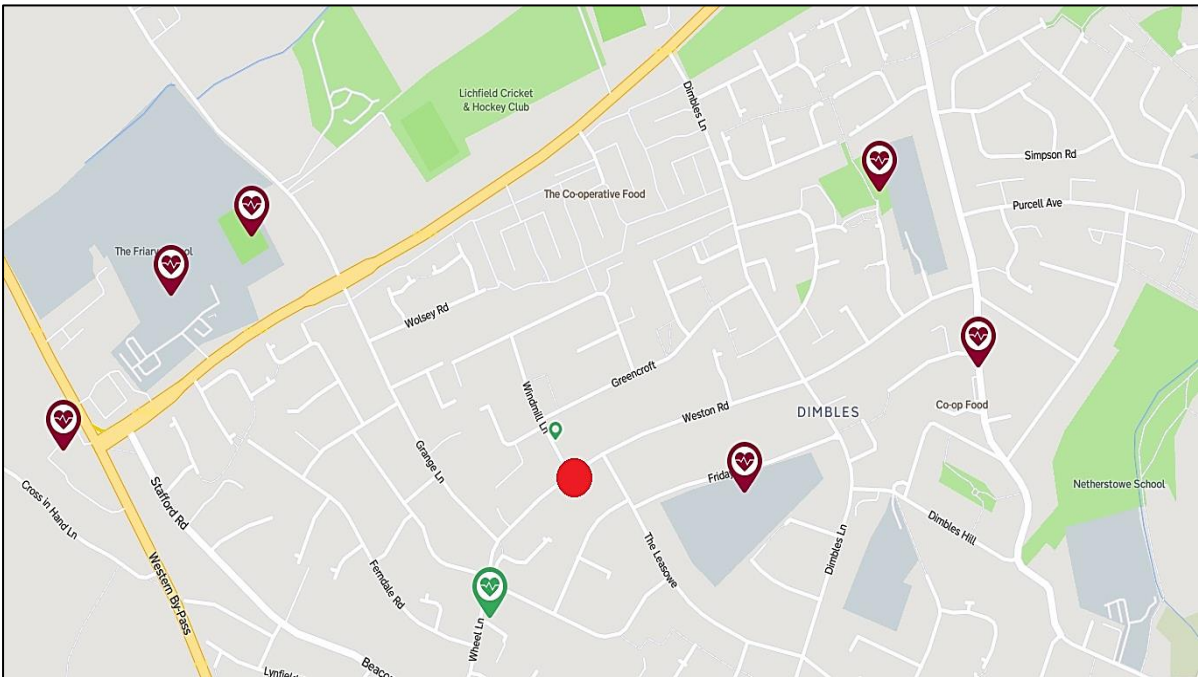 Lichfield Cricket
& Hockey Club
Dimbles Ln
Simpson Rd
The Co-operative Food
Purcell Ave
Wolsey Rd
Greencroft
Windmill Ln
Weston Rd
DIMBLES
Co-op Food
Grange Ln
Stafford Rd
Cross in Hand Ln
Netherstowe School
Dimbles Hill
Dimbles Ln
The Leasowe
Ferndale Rd
Western By-Pass
Wheel Ln